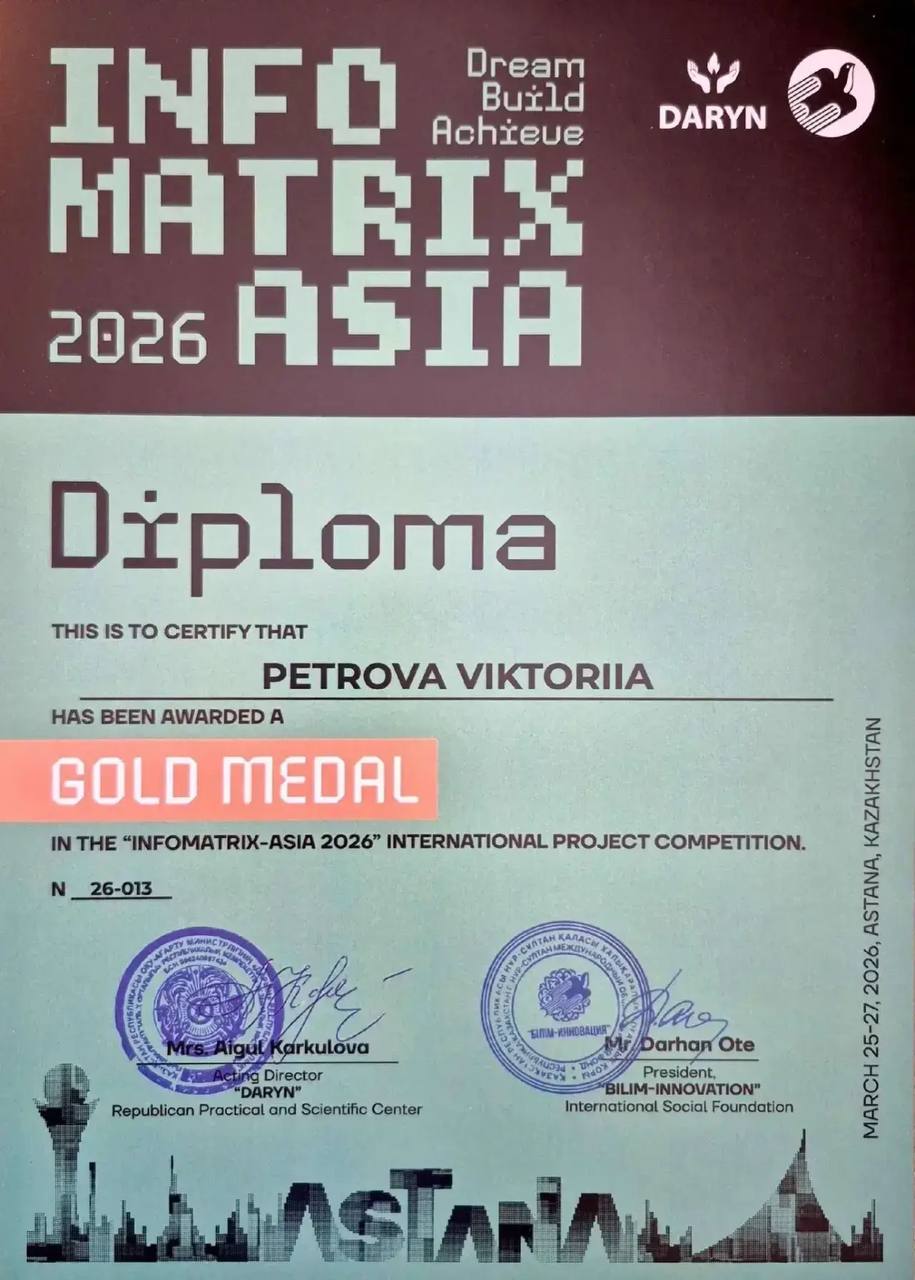 INFO
MATRIX
ASIA
2026
Dream
Build
Achieve
DARYN
Diploma
THIS IS TO CERTIFY THAT
PETROVA VIKTORIIA
HAS BEEN AWARDED A
GOLD MEDAL
IN THE “INFOMATRIX-ASIA 2026” INTERNATIONAL PROJECT COMPETITION.
N 26-013
Mrs. Aigul Karkulova
Acting Director
"DARYN"
Republican Practical and Scientific Center
"БІЛІМ-ИННОВАЦИЯ"
Mr. Darhan Ote
President,
"BILIM-INNOVATION"
International Social Foundation
MARCH 25-27, 2026, ASTANA, KAZAKHSTAN
ASTANA